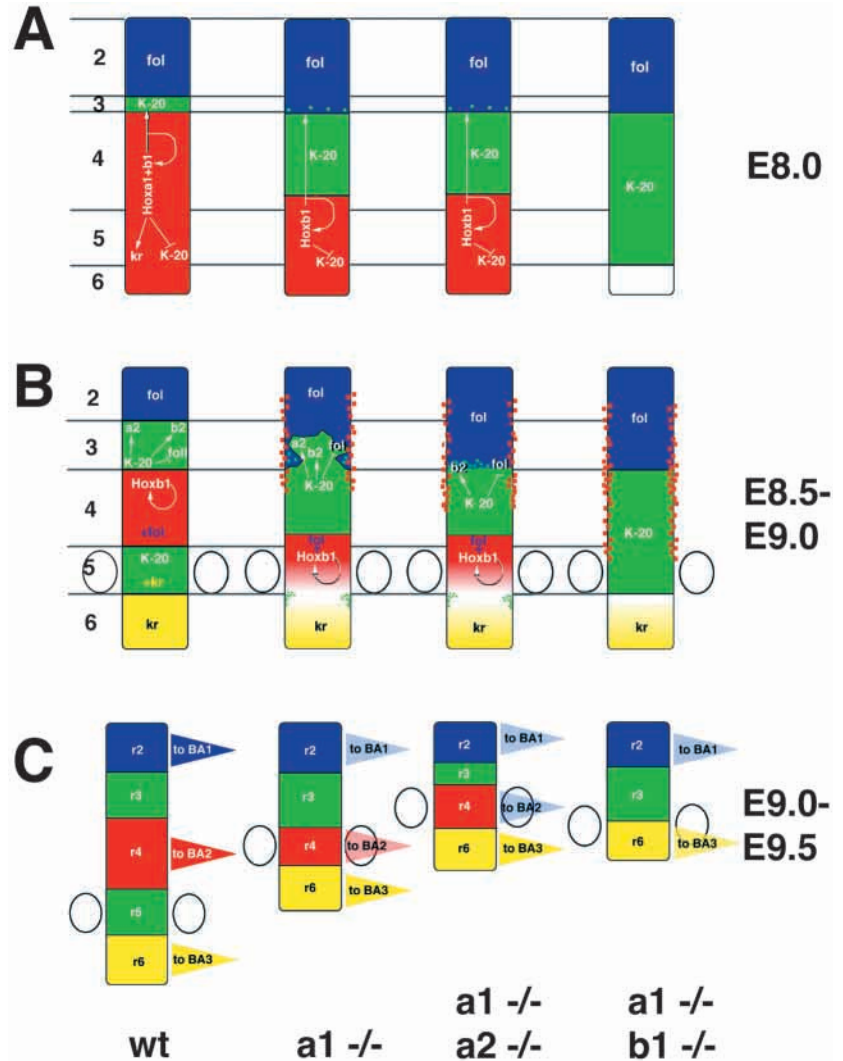 A
2
3
4
5
6
fol
K-20
Hoxa1+b1
kr
K-20
fol
K-20
Hoxb1
K-20
fol
K-20
Hoxb1
K-20
fol
K-20
E8.0
B
2
3
4
5
6
fol
a2 b2
K-20 foll
Hoxb1
+fol
K-20
+kr
kr
fol
a2 b2 fol
K-20
fol
+
Hoxb1
kr
fol
b2 fol
K-20
fol
+
Hoxb1
kr
fol
K-20
kr
E8.5-
E9.0
C
r2 to BA1
r3
r4 to BA2
r5
r6 to BA3
r2 to BA1
r3
r4 to BA2
r6 to BA3
r2 to BA1
r3
r4 to BA2
r6 to BA3
r2 to BA1
r3
r6 to BA3
E9.0-
E9.5
wt
a1 -/-
a1 -/-
a2 -/-
a1 -/-
b1 -/-